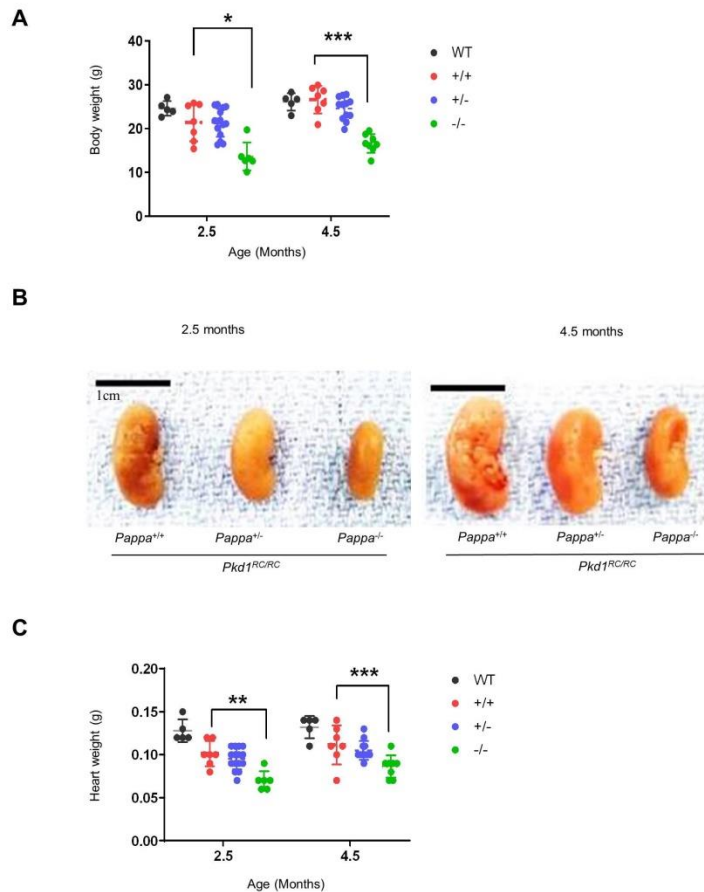 A
*
***
40
30
20
10
0
Body weight (g)
2.5
4.5
Age (Months)
WT
+/+
+/-
-/-
B
2.5 months
4.5 months
1cm
Pappa+/+
Pappa+/-
Pappa-/-
Pappa+/+
Pappa+/-
Pappa-/-
Pkd1RC/RC
Pkd1RC/RC
C
**
***
0.20
0.15
0.10
0.05
0.00
Heart weight (g)
2.5
4.5
Age (Months)
WT
+/+
+/-
-/-